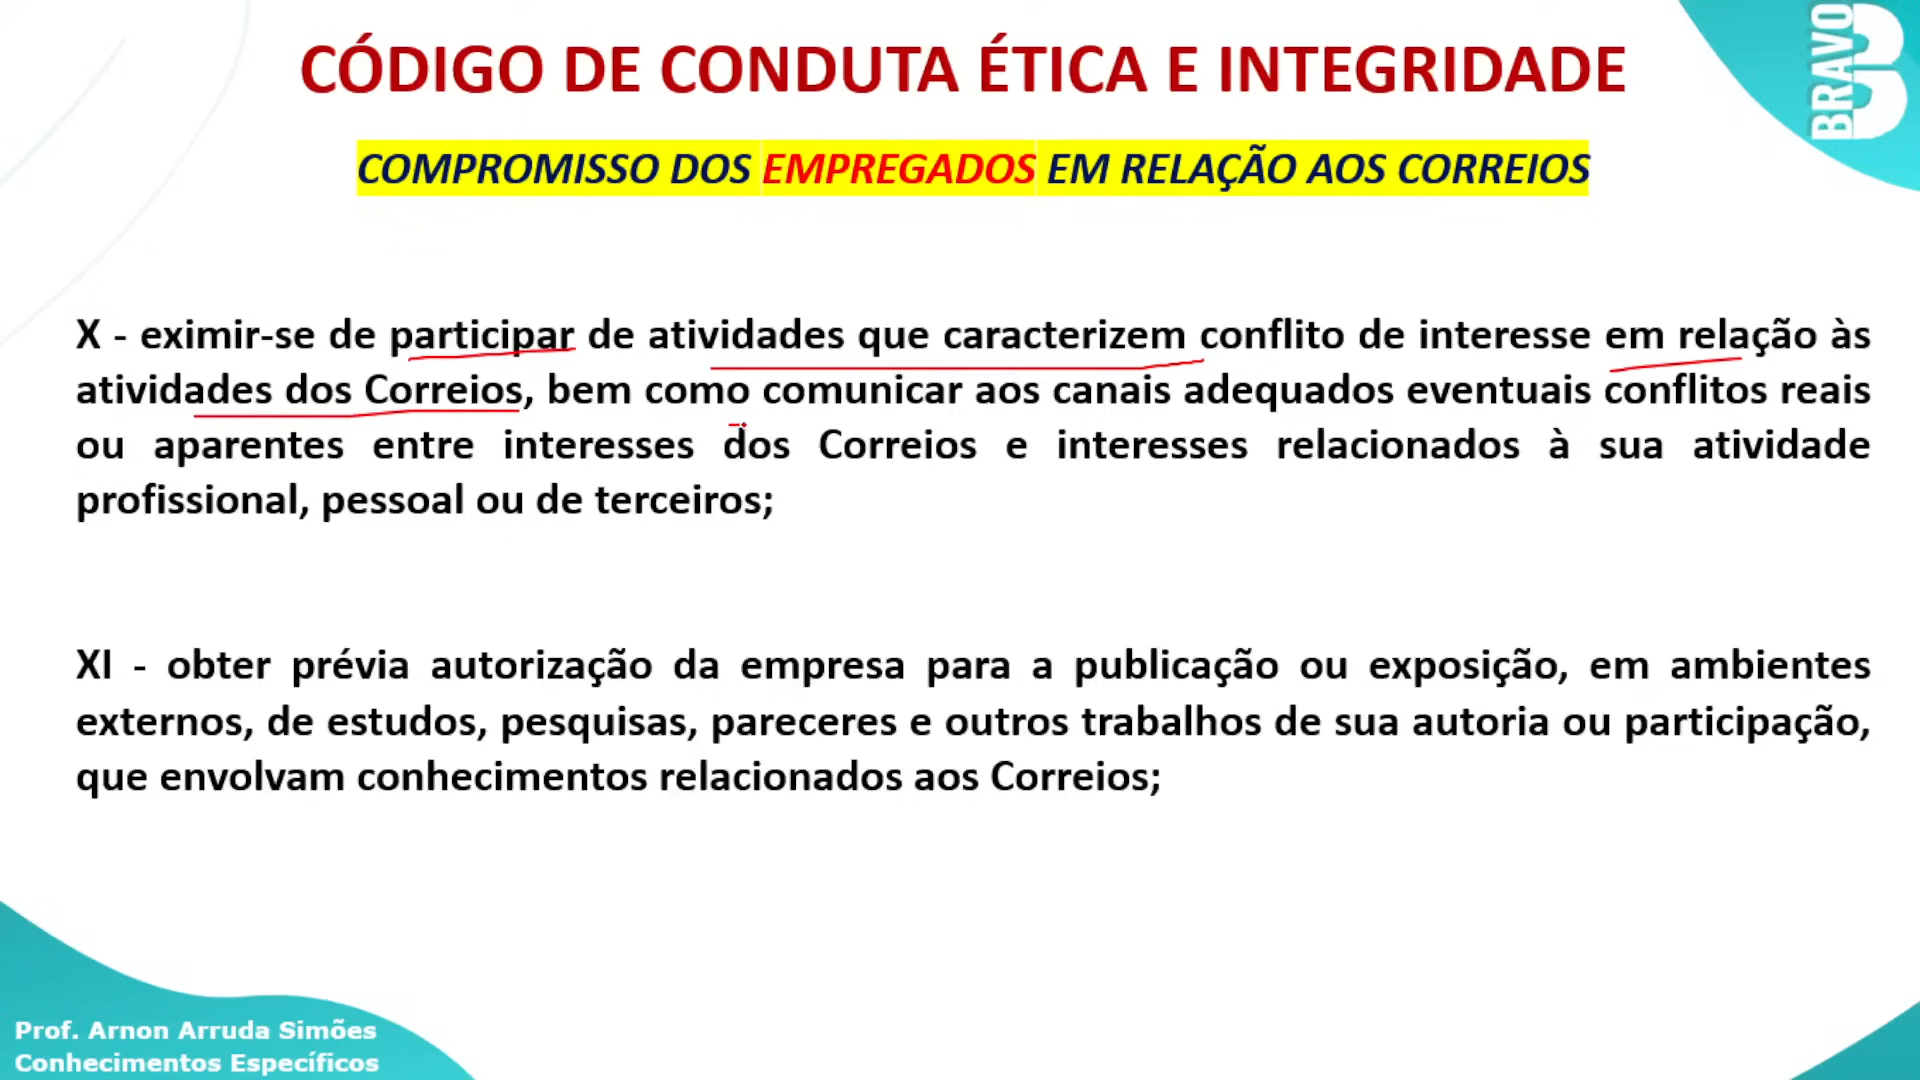 CÓDIGO DE CONDUTA ÉTICA E INTEGRIDADE
BRAVO
COMPROMISSO DOS EMPREGADOS EM RELAÇÃO AOS CORREIOS
X - eximir-se de participar de atividades que caracterizem conflito de interesse em relação às
atividades dos Correios, bem como comunicar aos canais adequados eventuais conflitos reais
ou aparentes entre interesses dos Correios e interesses relacionados à sua atividade
profissional, pessoal ou de terceiros;
XI - obter prévia autorização da empresa para a publicação ou exposição, em ambientes
externos, de estudos, pesquisas, pareceres e outros trabalhos de sua autoria ou participação,
que envolvam conhecimentos relacionados aos Correios;
Prof. Arnon Arruda Simões
Conhecimentos Específicos